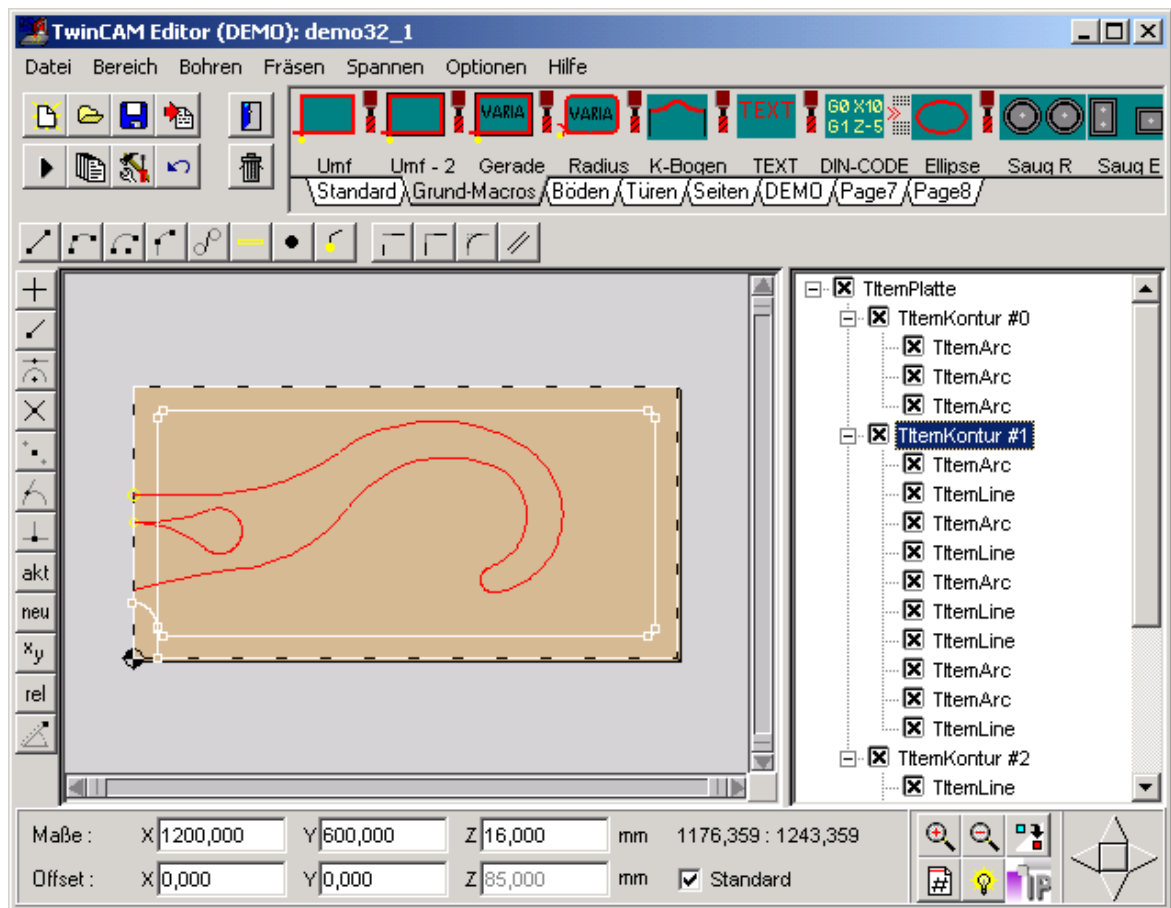 TwinCAM Editor (DEMO): demo32_1
Datei Bereich Bohren Fräsen Spannen Optionen Hilfe
VARIA VARIA TEXT G0 X10
G1 Z-5
Umf Umf - 2 Gerade Radius K-Bogen TEXT DIN-CODE Ellipse Saug R Saug E
Standard Grund-Macros Böden Türen Seiten DEMO Page7 Page8
TItemPlatte
TItemKontur #0
TItemArc
TItemArc
TItemArc
TItemKontur #1
TItemArc
TItemLine
TItemArc
TItemLine
TItemArc
TItemLine
TItemLine
TItemArc
TItemArc
TItemLine
TItemKontur #2
TItemLine
akt
neu
xy
rel
Maße : X 1200,000 Y 600,000 Z 16,000 mm 1176,359 : 1243,359
Offset : X 0,000 Y 0,000 Z 85,000 mm Standard
# IP